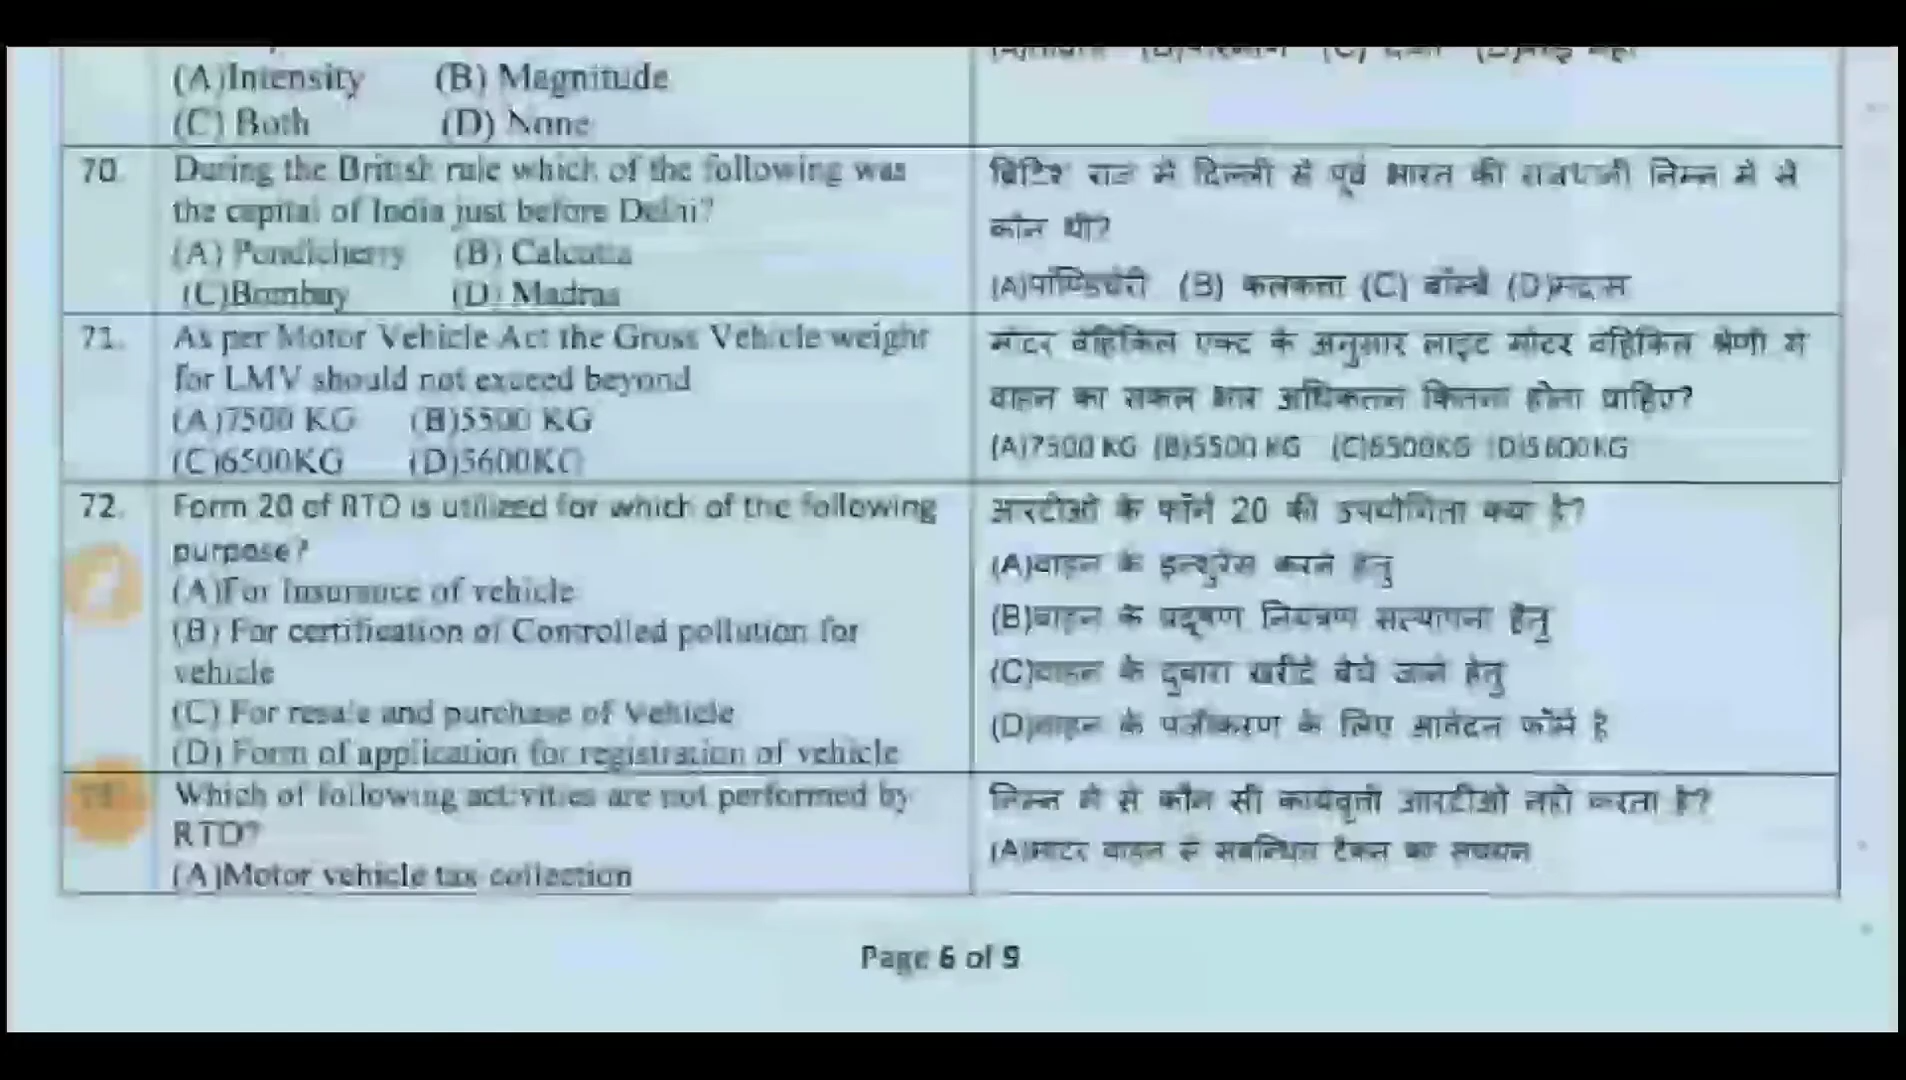 (A)Intensity (B) Magnitude
(C) Both (D) None
70. During the British rule which of the following was
the capital of India just before Delhi?
(A) Pondicherry (B) Calcutta
(C)Bombay (D) Madras
ब्रिटिश राज में दिल्ली से पूर्व भारत की राजधानी निम्न में से
कौन थी?
(A)पॉण्डिचेरी (B) कलकत्ता (C) बॉम्बे (D)मद्रास
71. As per Motor Vehicle Act the Gross Vehicle weight
for LMV should not exceed beyond
(A)7500 KG (B)5500 KG
(C)6500KG (D)5600KG
मोटर वेहिकिल एक्ट के अनुसार लाइट मोटर वेहिकिल श्रेणी में
वाहन का सकल भार अधिकतम कितना होना चाहिए?
(A)7500 KG (B)5500 KG (C)6500KG (D)5600KG
72. Form 20 of RTO is utilized for which of the following
purpose?
(A)For Insurance of vehicle
(B) For certification of Controlled pollution for
vehicle
(C) For resale and purchase of Vehicle
(D) Form of application for registration of vehicle
आरटीओ के फॉर्म 20 की उपयोगिता क्या है?
(A)वाहन के इन्शुरेंस करने हेतु
(B)वाहन के प्रदूषण नियंत्रण सत्यापना हेतु
(C)वाहन के दुबारा खरीदे बेचे जाने हेतु
(D)वाहन के पंजीकरण के लिए आवेदन फॉर्म है
Which of following activities are not performed by
RTO?
(A)Motor vehicle tax collection
निम्न में से कौन सी कार्यवृत्ती आरटीओ नहीं करता है?
(A)मोटर वाहन से संबन्धित टैक्स का संचयन
Page 6 of 9